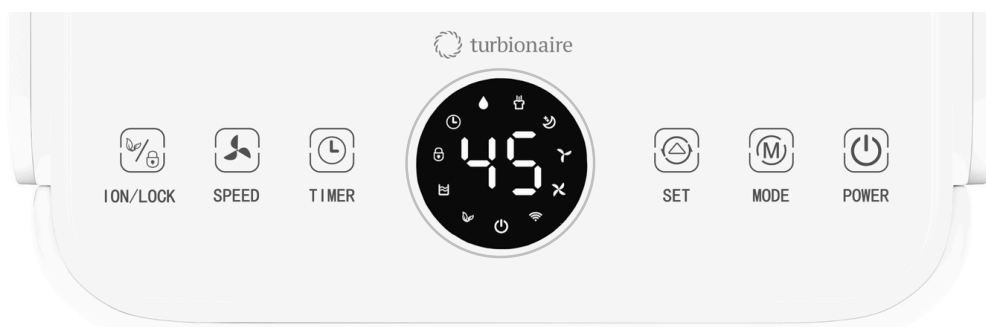 turbionaire
45
ION/LOCK
SPEED
TIMER
SET
M
MODE
POWER